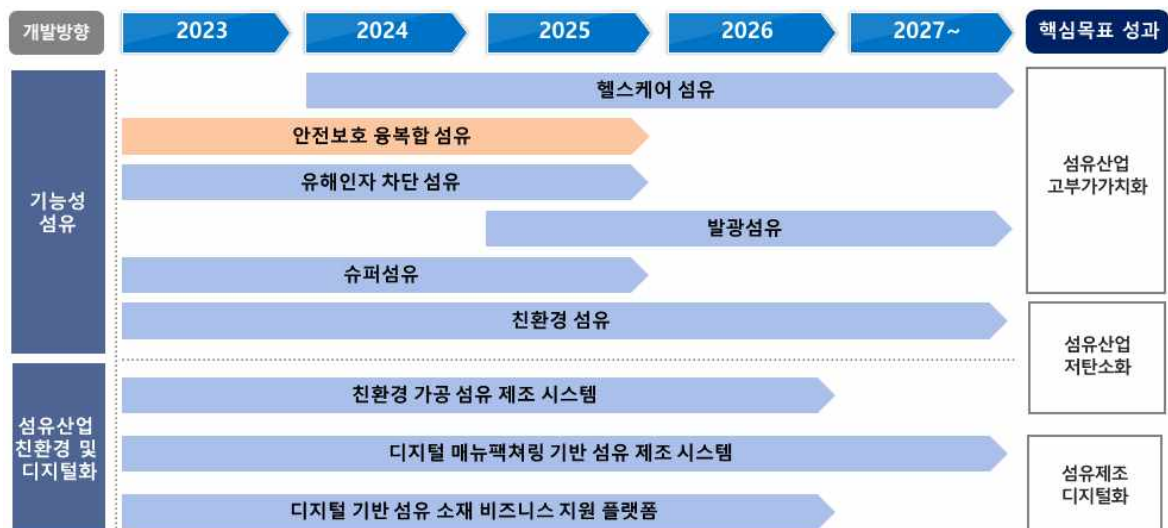 개발방향
2023
2024
2025
2026
2027~
핵심목표 성과
기능성
섬유
헬스케어 섬유
안전보호 융복합 섬유
유해인자 차단 섬유
발광섬유
슈퍼섬유
친환경 섬유
섬유산업
고부가가치화
섬유산업
저탄소화
섬유산업
친환경 및
디지털화
친환경 가공 섬유 제조 시스템
디지털 매뉴팩쳐링 기반 섬유 제조 시스템
디지털 기반 섬유 소재 비즈니스 지원 플랫폼
섬유제조
디지털화